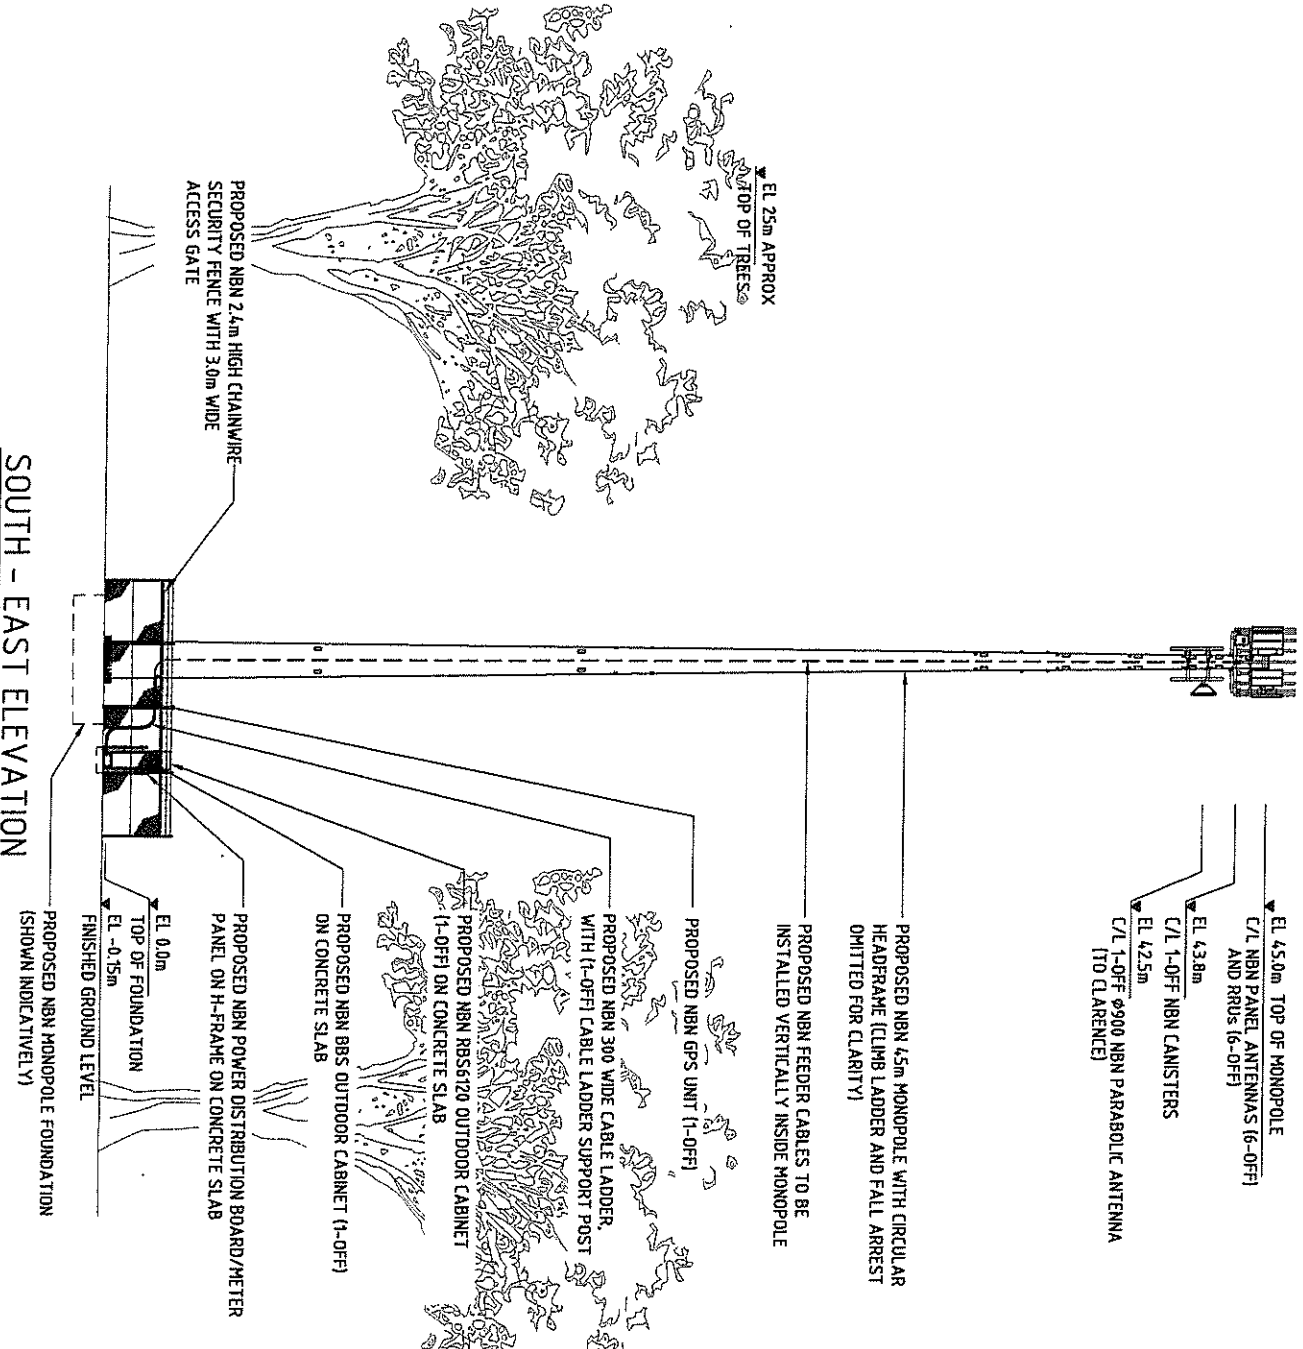 EL 45.0m TOP OF MONOPOLE
C/L NBN PANEL ANTENNAS (6-OFF)
AND RRUs (6-OFF)
EL 43.8m
C/L 1-OFF NBN CANISTERS
EL 42.5m
C/L 1-OFF Ø900 NBN PARABOLIC ANTENNA
(TO CLARENCE)
PROPOSED NBN 45m MONOPOLE WITH CIRCULAR
HEADFRAME (CLIMB LADDER AND FALL ARREST
OMITTED FOR CLARITY)
PROPOSED NBN FEEDER CABLES TO BE
INSTALLED VERTICALLY INSIDE MONOPOLE
EL 25m APPROX
TOP OF TREES
PROPOSED NBN GPS UNIT (1-OFF)
PROPOSED NBN 300 WIDE CABLE LADDER,
WITH (1-OFF) CABLE LADDER SUPPORT POST
PROPOSED NBN RBS6120 OUTDOOR CABINET
(1-OFF) ON CONCRETE SLAB
PROPOSED NBN BBS OUTDOOR CABINET (1-OFF)
ON CONCRETE SLAB
PROPOSED NBN POWER DISTRIBUTION BOARD/METER
PANEL ON H-FRAME ON CONCRETE SLAB
PROPOSED NBN 2.4m HIGH CHAINWIRE
SECURITY FENCE WITH 3.0m WIDE
ACCESS GATE
EL 0.0m
TOP OF FOUNDATION
EL -0.15m
FINISHED GROUND LEVEL
PROPOSED NBN MONOPOLE FOUNDATION
(SHOWN INDICATIVELY)
SOUTH - EAST ELEVATION